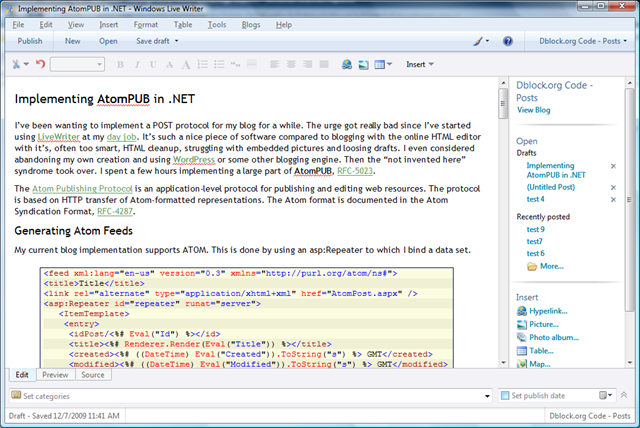 Implementing AtomPUB in .NET - Windows Live Writer
File Edit View Insert Format Table Tools Blogs Help
Publish New Open Save draft Dblock.org Code - Posts
B I U A Insert
Implementing AtomPUB in .NET
I've been wanting to implement a POST protocol for my blog for a while. The urge got really bad since I've started
using LiveWriter at my day job. It's such a nice piece of software compared to blogging with the online HTML editor
with it's, often too smart, HTML cleanup, struggling with embedded pictures and loosing drafts. I even considered
abandoning my own creation and using WordPress or some other blogging engine. Then the "not invented here"
syndrome took over. I spent a few hours implementing a large part of AtomPUB, RFC-5023.
The Atom Publishing Protocol is an application-level protocol for publishing and editing web resources. The protocol
is based on HTTP transfer of Atom-formatted representations. The Atom format is documented in the Atom
Syndication Format, RFC-4287.
Generating Atom Feeds
My current blog implementation supports ATOM. This is done by using an asp:Repeater to which I bind a data set.
<feed xml:lang="en-us" version="0.3" xmlns="http://purl.org/atom/ns#">
<title>Title</title>
<link rel="alternate" type="application/xhtml+xml" href="AtomPost.aspx" />
<asp:Repeater id="repeater" runat="server">
<ItemTemplate>
<entry>
<idPost/<%# Eval("Id") %></id>
<title><%# Renderer.Render(Eval("Title")) %></title>
<created><%# ((DateTime) Eval("Created")).ToString("s") %> GMT</created>
<modified><%# ((DateTime) Eval("Modified")).ToString("s") %> GMT</modified>
Dblock.org Code -
Posts
View Blog
Open
Drafts
Implementing
AtomPUB in .NET
(Untitled Post)
test 4
Recently posted
test 9
test7
test 6
More...
Insert
Hyperlink...
Picture...
Photo album...
Table...
Map...
Edit Preview Source
Set categories Set publish date
Draft - Saved 12/7/2009 11:41 AM Dblock.org Code - Posts